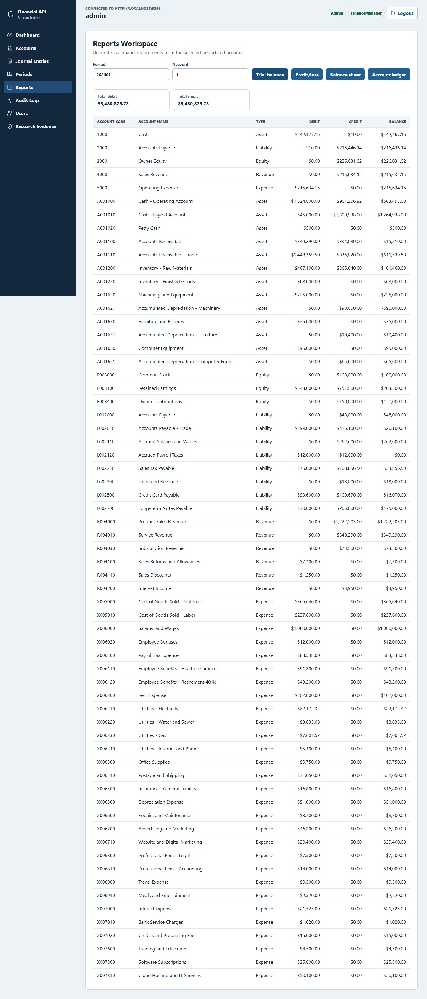 Financial API
Research demo
Dashboard
Accounts
Journal Entries
Periods
Reports
Audit Logs
Users
Research Evidence
CONNECTED TO HTTP://LOCALHOST:5296
admin
Admin FinanceManager Logout
Reports Workspace
Generate live financial statements from the selected period and account.
Period Account
202601 1 Trial balance Profit/loss Balance sheet Account ledger
Total debit Total credit
$8,480,875.73 $8,480,875.73
ACCOUNT CODE ACCOUNT NAME TYPE DEBIT CREDIT BALANCE
1000 Cash Asset $442,477.16 $10.00 $442,467.16
2000 Accounts Payable Liability $10.00 $216,446.14 $216,436.14
3000 Owner Equity Equity $0.00 $226,031.02 $226,031.02
4000 Sales Revenue Revenue $0.00 $215,634.15 $215,634.15
5000 Operating Expense Expense $215,634.15 $0.00 $215,634.15
A001000 Cash - Operating Account Asset $1,524,800.00 $961,306.92 $563,493.08
A001010 Cash - Payroll Account Asset $45,000.00 $1,309,938.00 -$1,264,938.00
A001020 Petty Cash Asset $500.00 $0.00 $500.00
A001100 Accounts Receivable Asset $349,290.00 $334,080.00 $15,210.00
A001110 Accounts Receivable - Trade Asset $1,448,359.50 $836,820.00 $611,539.50
A001200 Inventory - Raw Materials Asset $467,100.00 $365,640.00 $101,460.00
A001220 Inventory - Finished Goods Asset $68,000.00 $0.00 $68,000.00
A001620 Machinery and Equipment Asset $225,000.00 $0.00 $225,000.00
A001621 Accumulated Depreciation - Machinery Asset $0.00 $90,000.00 -$90,000.00
A001630 Furniture and Fixtures Asset $35,000.00 $0.00 $35,000.00
A001631 Accumulated Depreciation - Furniture Asset $0.00 $19,400.00 -$19,400.00
A001650 Computer Equipment Asset $95,000.00 $0.00 $95,000.00
A001651 Accumulated Depreciation - Computer Equip Asset $0.00 $65,600.00 -$65,600.00
E003000 Common Stock Equity $0.00 $100,000.00 $100,000.00
E003100 Retained Earnings Equity $548,000.00 $751,500.00 $203,500.00
E003400 Owner Contributions Equity $0.00 $150,000.00 $150,000.00
L002000 Accounts Payable Liability $0.00 $48,000.00 $48,000.00
L002010 Accounts Payable - Trade Liability $399,000.00 $425,100.00 $26,100.00
L002110 Accrued Salaries and Wages Liability $0.00 $262,600.00 $262,600.00
L002120 Accrued Payroll Taxes Liability $12,000.00 $12,000.00 $0.00
L002210 Sales Tax Payable Liability $75,000.00 $108,856.50 $33,856.50
L002300 Unearned Revenue Liability $0.00 $18,000.00 $18,000.00
L002500 Credit Card Payable Liability $93,600.00 $109,670.00 $16,070.00
L002700 Long-Term Notes Payable Liability $30,000.00 $205,000.00 $175,000.00
R004000 Product Sales Revenue Revenue $0.00 $1,222,503.00 $1,222,503.00
R004010 Service Revenue Revenue $0.00 $349,290.00 $349,290.00
R004030 Subscription Revenue Revenue $0.00 $73,500.00 $73,500.00
R004100 Sales Returns and Allowances Revenue $7,300.00 $0.00 -$7,300.00
R004110 Sales Discounts Revenue $1,250.00 $0.00 -$1,250.00
R004200 Interest Income Revenue $0.00 $3,950.00 $3,950.00
X005000 Cost of Goods Sold - Materials Expense $365,640.00 $0.00 $365,640.00
X005010 Cost of Goods Sold - Labor Expense $237,600.00 $0.00 $237,600.00
X006000 Salaries and Wages Expense $1,080,000.00 $0.00 $1,080,000.00
X006020 Employee Bonuses Expense $12,000.00 $0.00 $12,000.00
X006100 Payroll Tax Expense Expense $83,538.00 $0.00 $83,538.00
X006110 Employee Benefits - Health Insurance Expense $91,200.00 $0.00 $91,200.00
X006120 Employee Benefits - Retirement 401k Expense $43,200.00 $0.00 $43,200.00
X006200 Rent Expense Expense $102,000.00 $0.00 $102,000.00
X006210 Utilities - Electricity Expense $22,175.32 $0.00 $22,175.32
X006220 Utilities - Water and Sewer Expense $3,835.08 $0.00 $3,835.08
X006230 Utilities - Gas Expense $7,601.52 $0.00 $7,601.52
X006240 Utilities - Internet and Phone Expense $5,400.00 $0.00 $5,400.00
X006300 Office Supplies Expense $9,750.00 $0.00 $9,750.00
X006310 Postage and Shipping Expense $31,050.00 $0.00 $31,050.00
X006400 Insurance - General Liability Expense $16,800.00 $0.00 $16,800.00
X006500 Depreciation Expense Expense $51,000.00 $0.00 $51,000.00
X006600 Repairs and Maintenance Expense $8,700.00 $0.00 $8,700.00
X006700 Advertising and Marketing Expense $46,200.00 $0.00 $46,200.00
X006710 Website and Digital Marketing Expense $29,400.00 $0.00 $29,400.00
X006800 Professional Fees - Legal Expense $7,500.00 $0.00 $7,500.00
X006810 Professional Fees - Accounting Expense $14,000.00 $0.00 $14,000.00
X006900 Travel Expense Expense $9,500.00 $0.00 $9,500.00
X006910 Meals and Entertainment Expense $2,520.00 $0.00 $2,520.00
X007000 Interest Expense Expense $21,525.00 $0.00 $21,525.00
X007010 Bank Service Charges Expense $1,020.00 $0.00 $1,020.00
X007020 Credit Card Processing Fees Expense $15,000.00 $0.00 $15,000.00
X007600 Training and Education Expense $4,500.00 $0.00 $4,500.00
X007800 Software Subscriptions Expense $25,800.00 $0.00 $25,800.00
X007810 Cloud Hosting and IT Services Expense $50,100.00 $0.00 $50,100.00